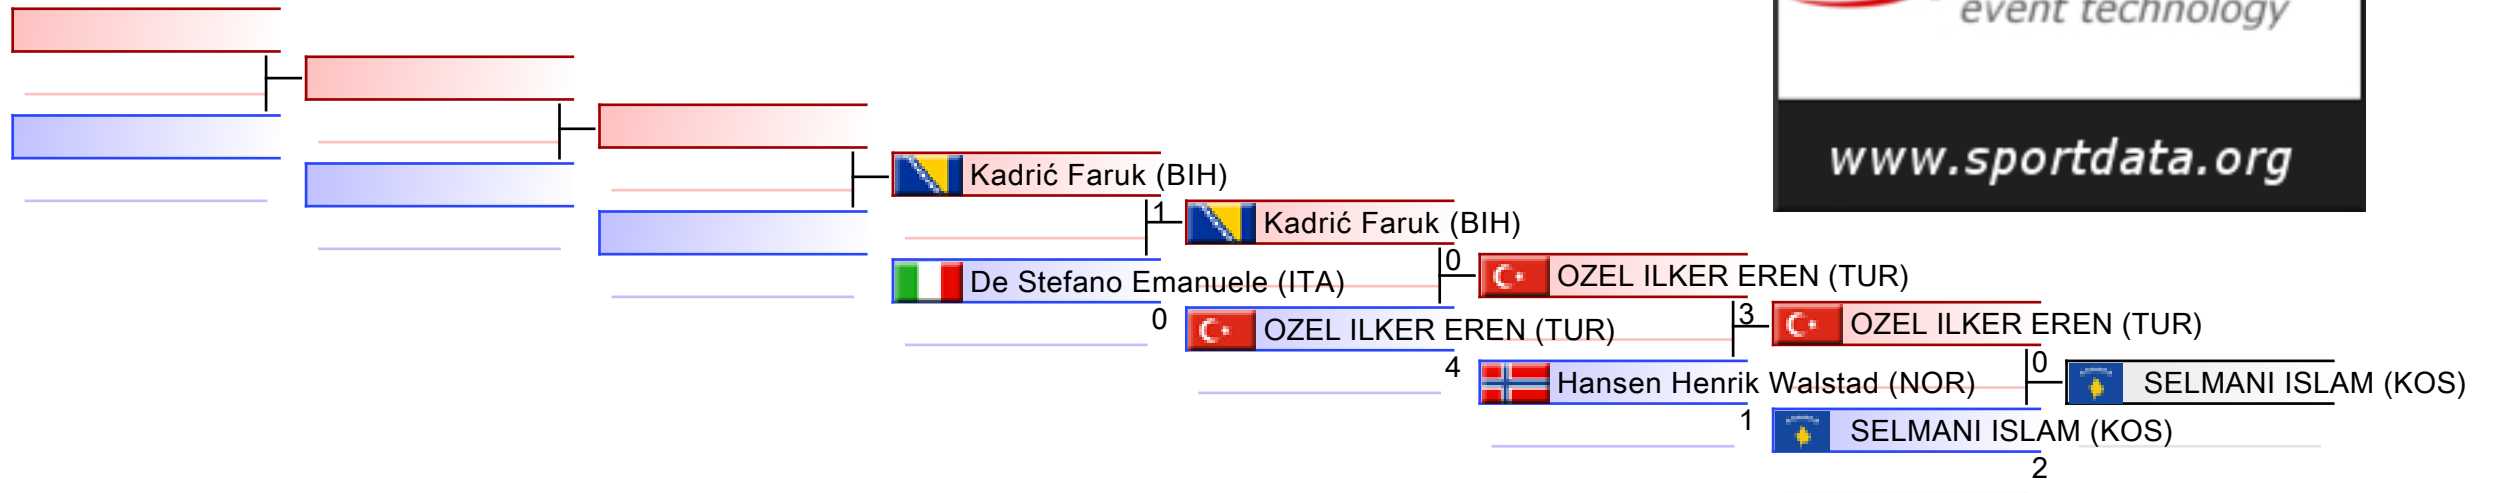 event technology
www.sportdata.org
Kadrić Faruk (BIH)
1
Kadrić Faruk (BIH)
De Stefano Emanuele (ITA)
0
0
OZEL ILKER EREN (TUR)
OZEL ILKER EREN (TUR)
4
3
OZEL ILKER EREN (TUR)
Hansen Henrik Walstad (NOR)
1
0
SELMANI ISLAM (KOS)
SELMANI ISLAM (KOS)
2